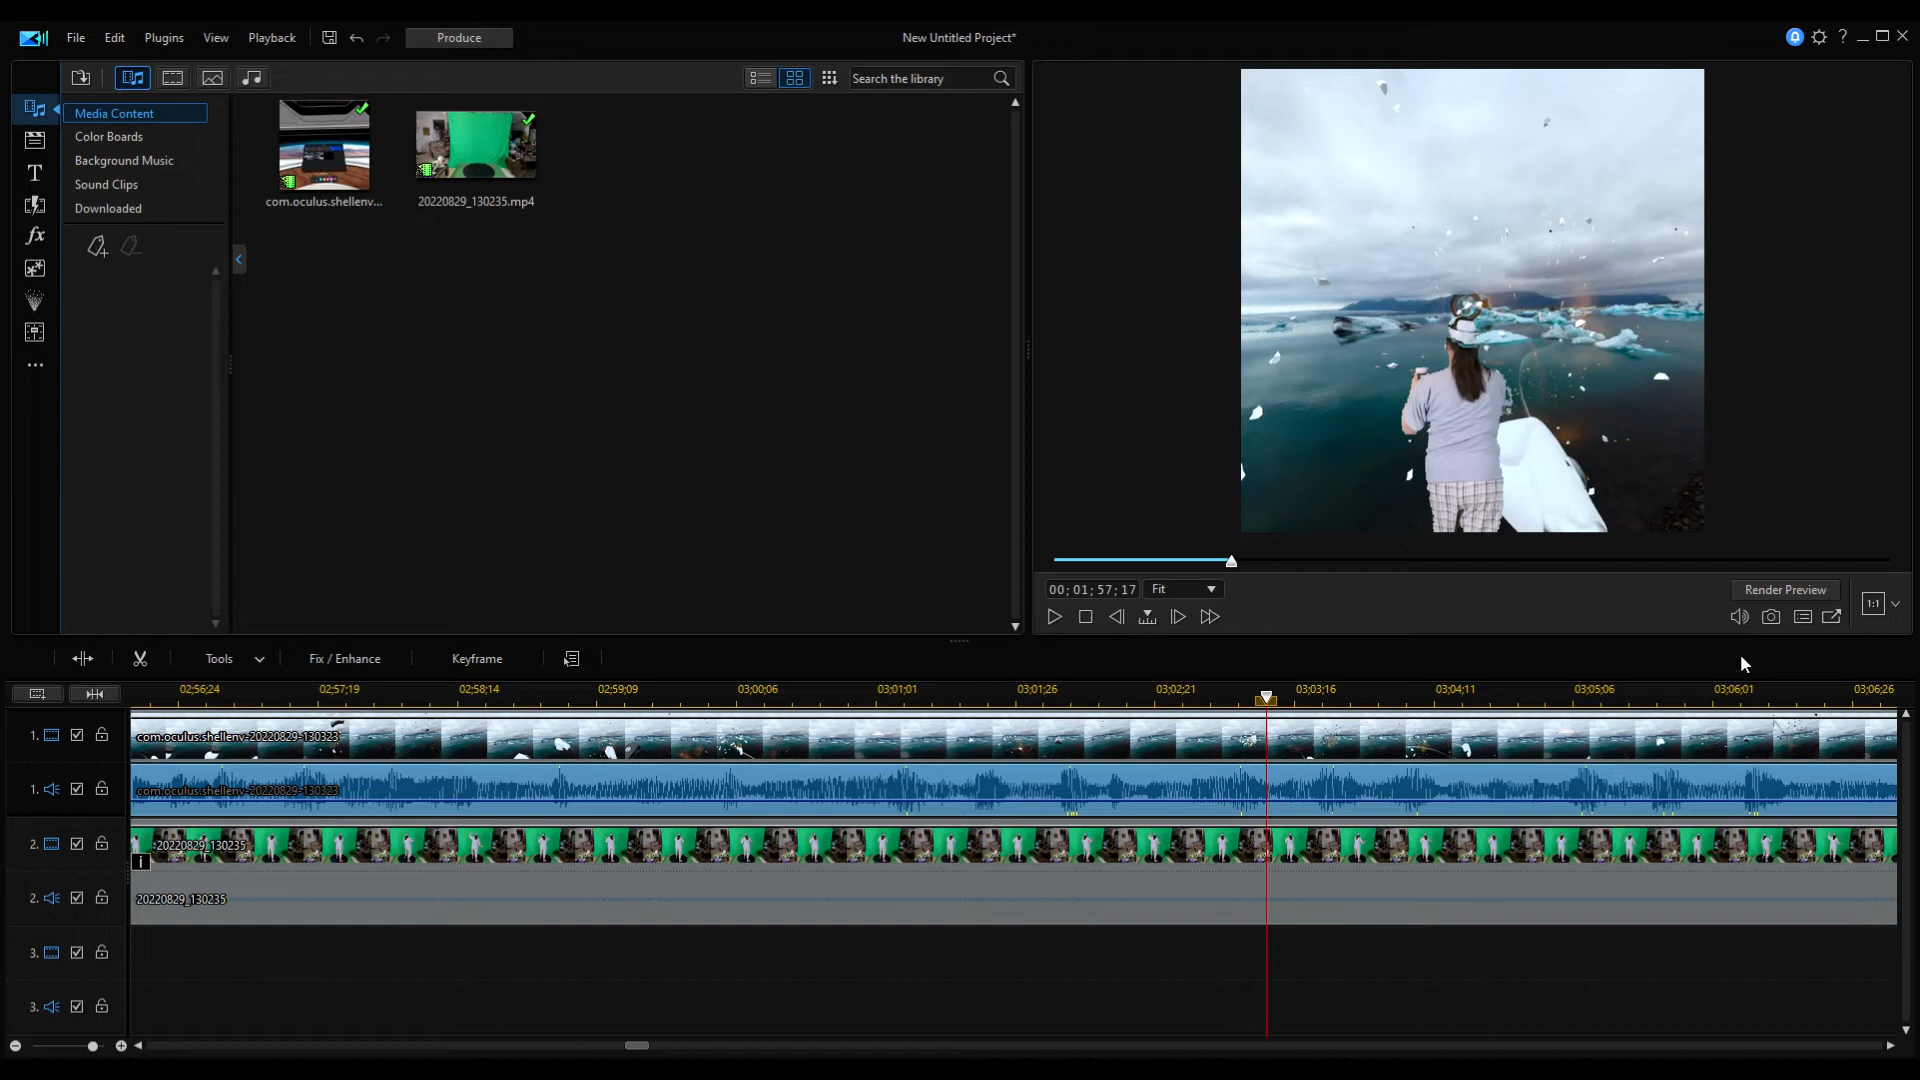 File Edit Plugins View Playback Produce New Untitled Project*
Search the library
Media Content
Color Boards
Background Music
Sound Clips
Downloaded
com.oculus.shellenv... 20220829_130235.mp4
T
fx
00; 01; 57; 17 Fit Render Preview
1:1
Tools Fix / Enhance Keyframe
02;56;24 02;57;19 02;58;14 02;59;09 03;00;06 03;01;01 03;01;26 03;02;21 03;03;16 03;04;11 03;05;06 03;06;01 03;06;26
1. com.oculus.shellenv-20220829-130323
1. com.oculus.shellenv-20220829-130323
2. 20220829_130235
i
2. 20220829_130235
3.
3.